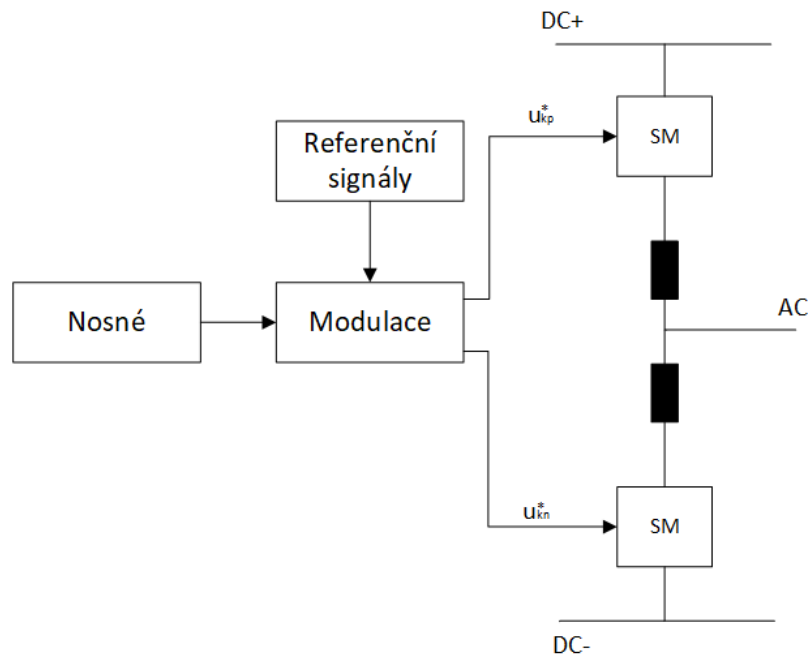 DC+
u*kp
SM
Referenční
signály
Nosné
Modulace
AC
u*kn
SM
DC-